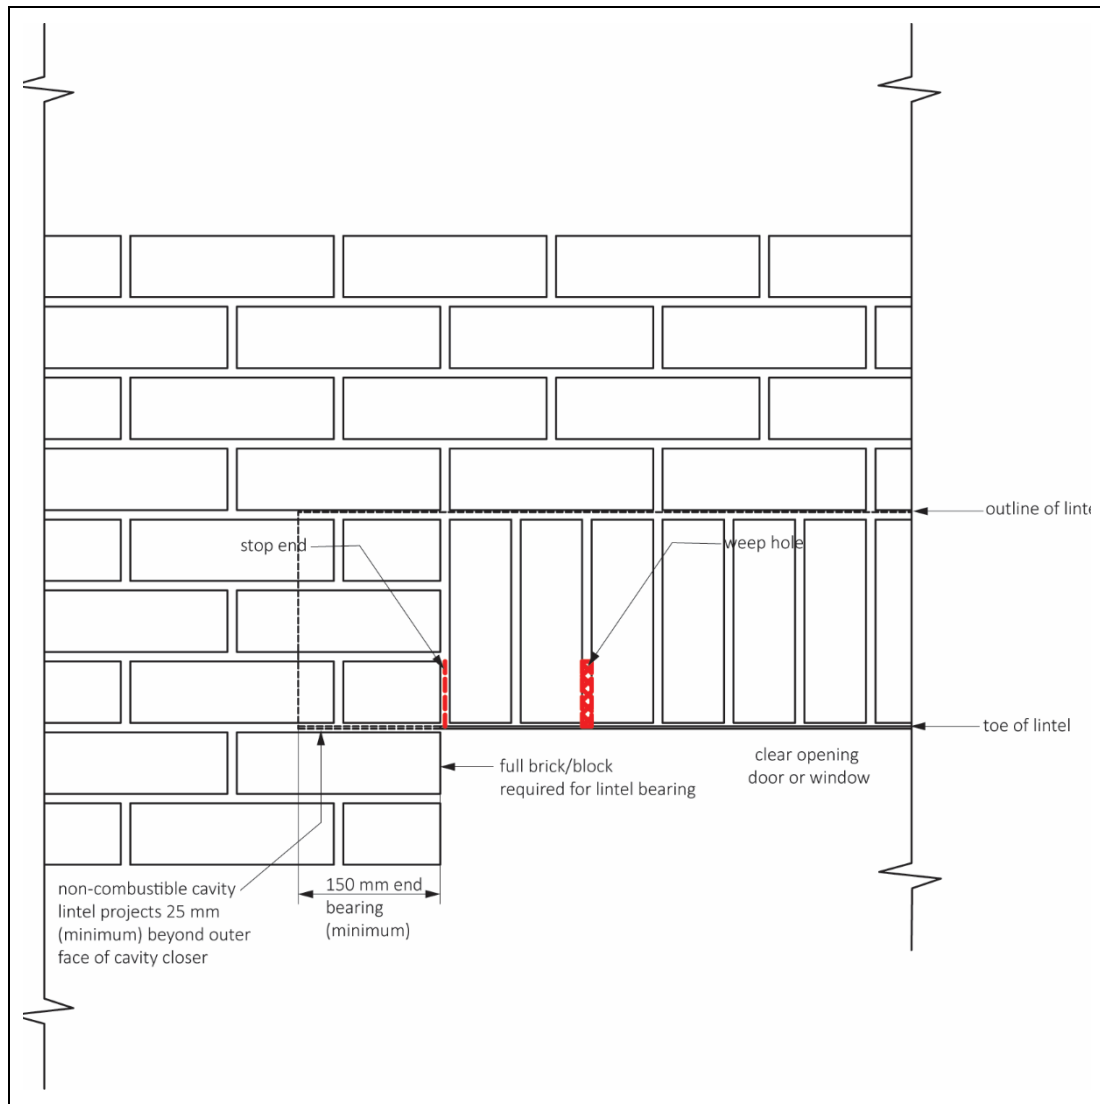 outline of linte
stop end
weep hole
toe of lintel
clear opening
door or window
full brick/block
required for lintel bearing
non-combustible cavity
lintel projects 25 mm
(minimum) beyond outer
face of cavity closer
150 mm end
bearing
(minimum)